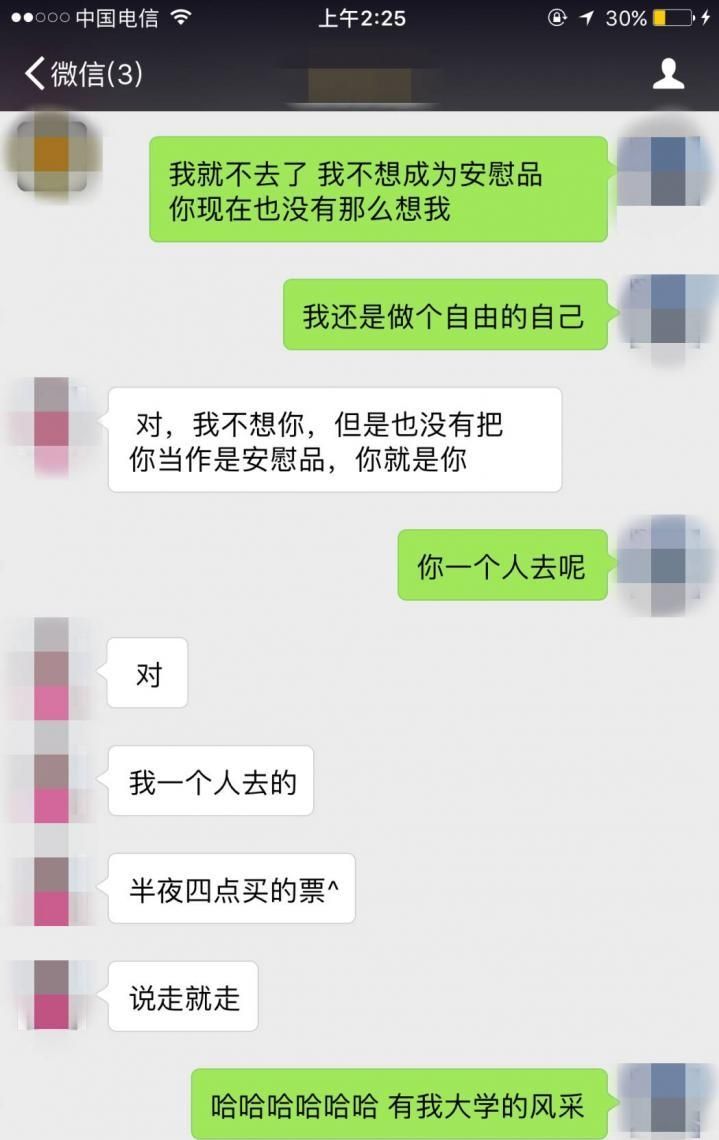 中国电信 上午2:25 30%
微信(3)
我就不去了 我不想成为安慰品
你现在也没有那么想我
我还是做个自由的自己
对，我不想你，但是也没有把
你当作是安慰品，你就是你
你一个人去呢
对
我一个人去的
半夜四点买的票^
说走就走
哈哈哈哈哈哈 有我大学的风采